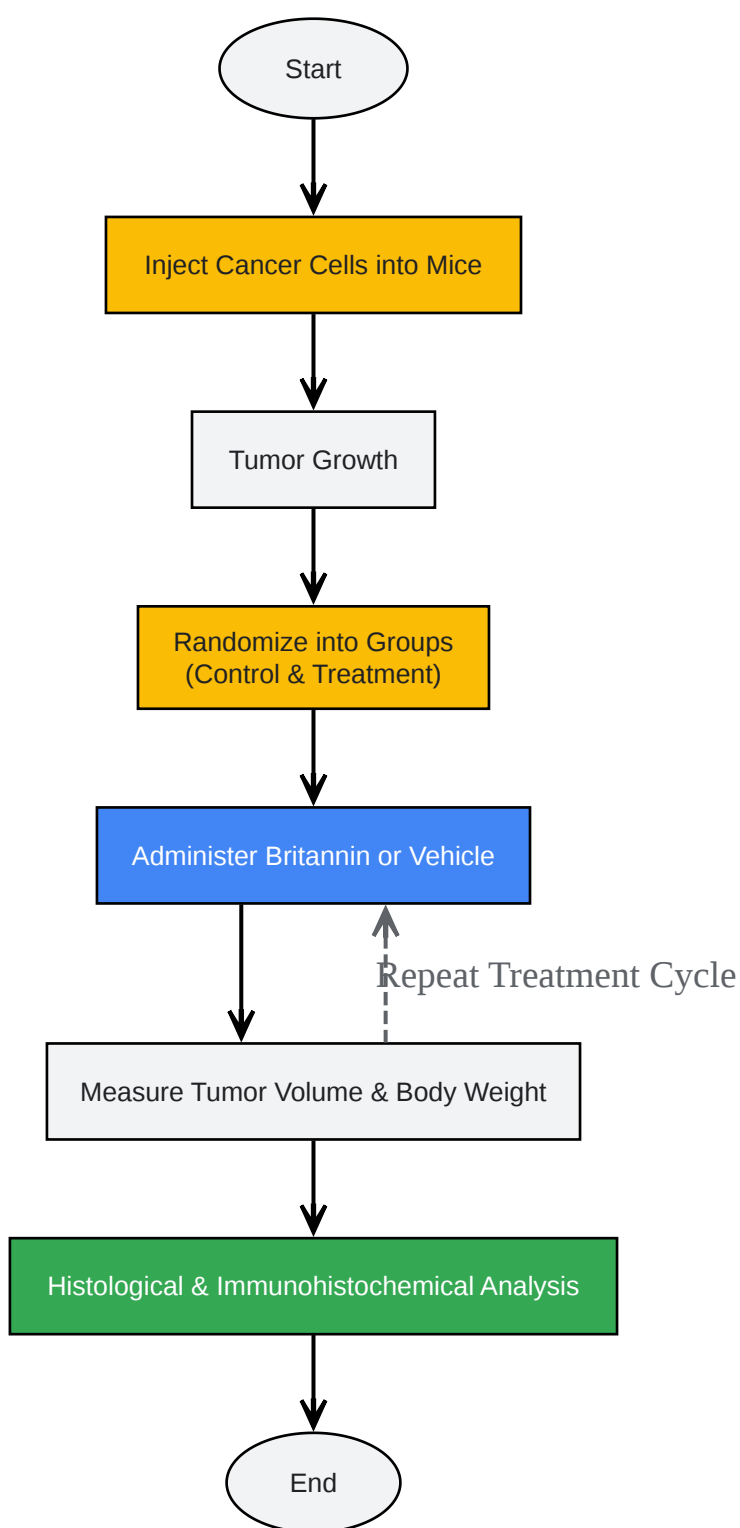 Start
Inject Cancer Cells into Mice
Tumor Growth
Randomize into Groups
(Control & Treatment)
Administer Britannin or Vehicle
Repeat Treatment Cycle
Measure Tumor Volume & Body Weight
Histological & Immunohistochemical Analysis
End